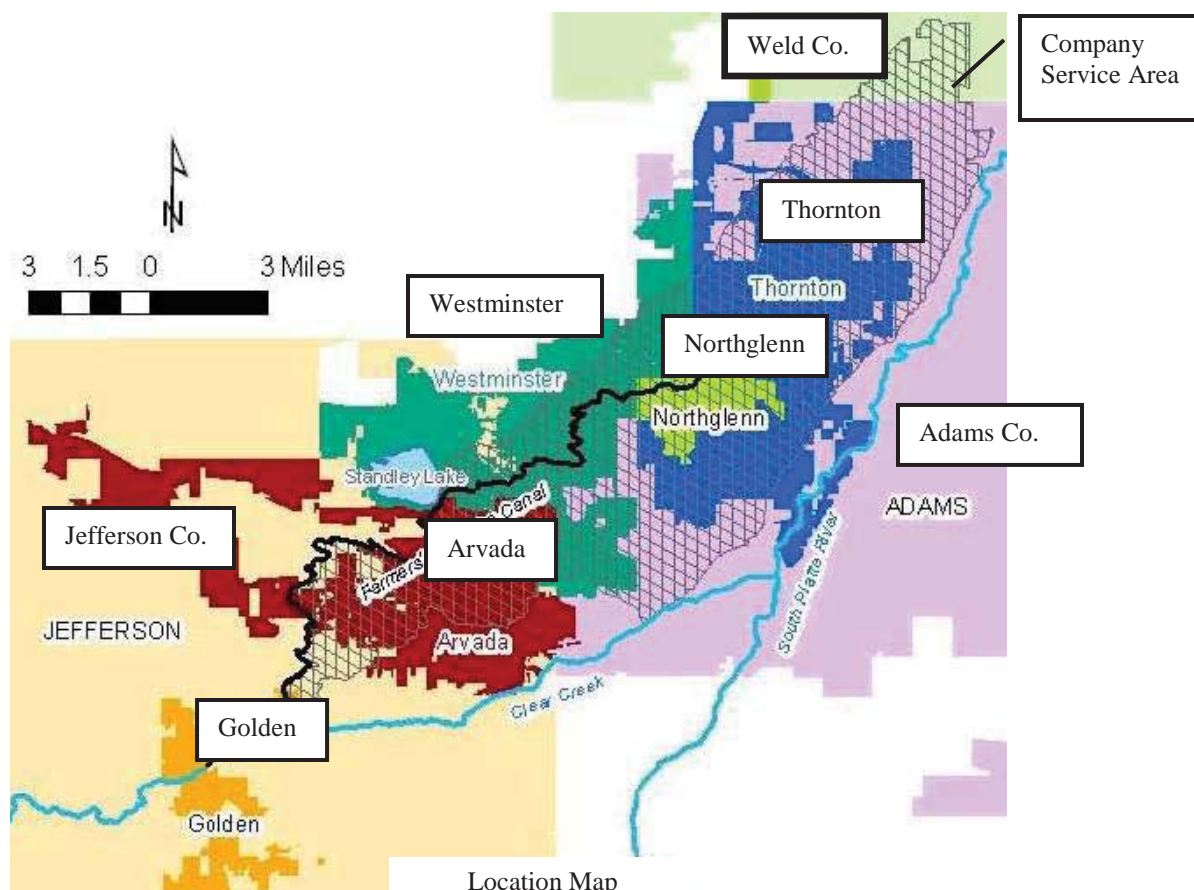 Weld Co.
Company
Service Area
N
Thornton
3 1.5 0 3 Miles
Thornton
Westminster
Northglenn
Westminster
Northglenn
Adams Co.
Standley Lake
ADAMS
Jefferson Co.
Arvada
Farmers'
Canal
JEFFERSON
Arvada
South Platte River
Clear Creek
Golden
Golden
Location Map